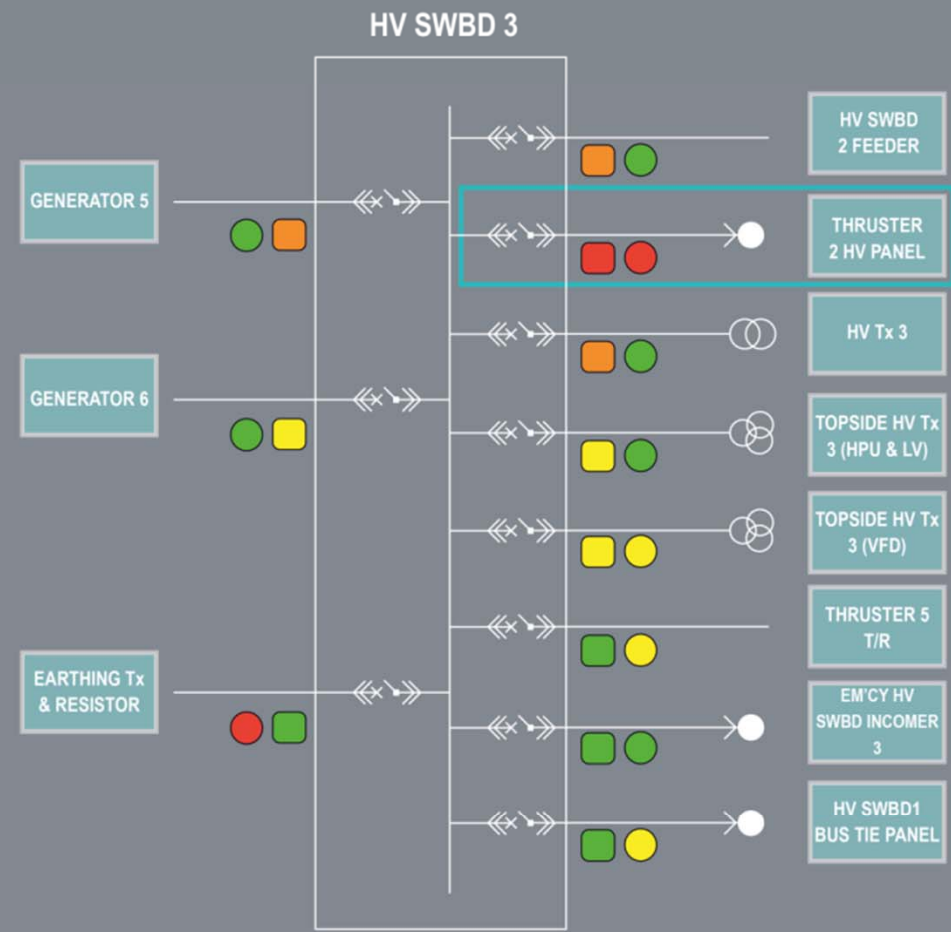 HV SWBD 3
GENERATOR 5
GENERATOR 6
EARTHING Tx
& RESISTOR
HV SWBD
2 FEEDER
THRUSTER
2 HV PANEL
HV Tx 3
TOPSIDE HV Tx
3 (HPU & LV)
TOPSIDE HV Tx
3 (VFD)
THRUSTER 5
T/R
EM'CY HV
SWBD INCOMER
3
HV SWBD1
BUS TIE PANEL